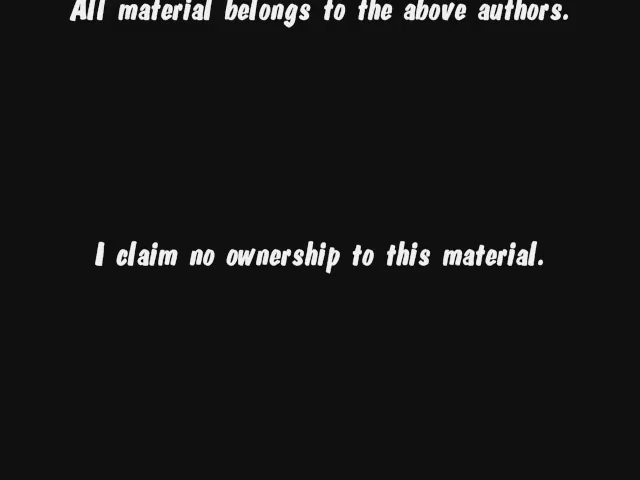 All material belongs to the above authors.
I claim no ownership to this material.